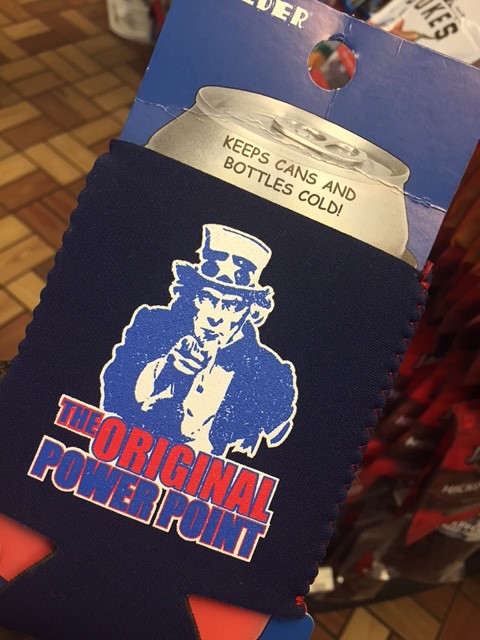 KEEPS CANS AND
BOTTLES COLD!
THE ORIGINAL
POWER POINT